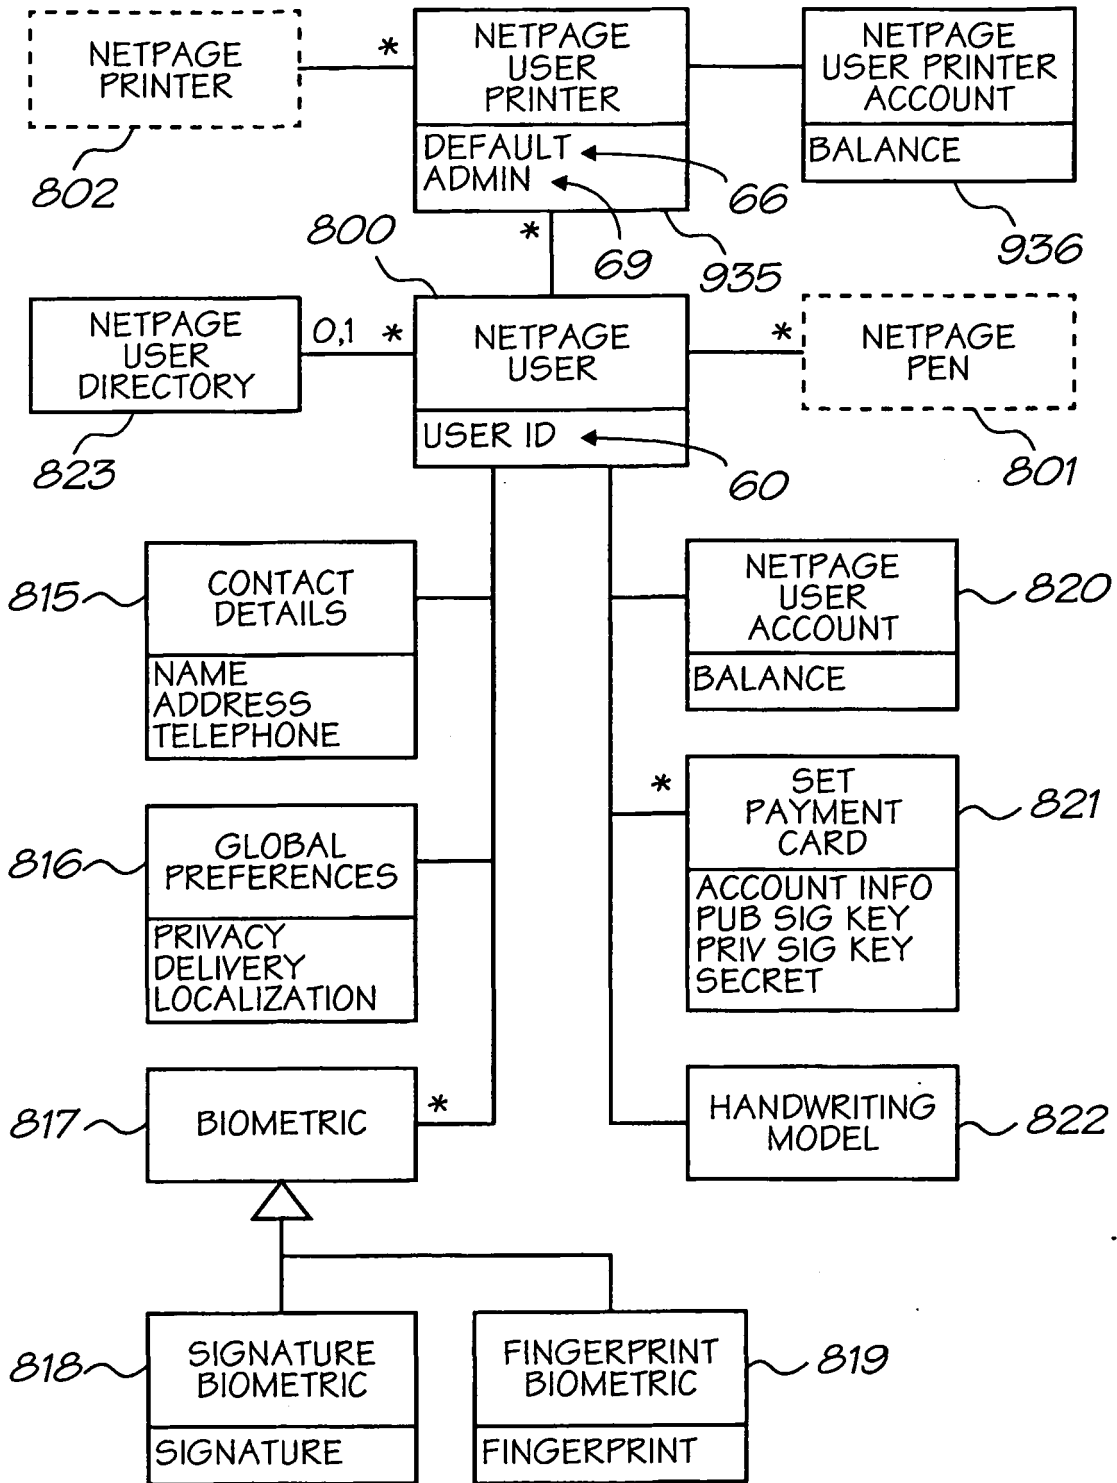 NETPAGE
PRINTER
802
*
NETPAGE
USER
PRINTER
DEFAULT
ADMIN
66
69
935
NETPAGE
USER PRINTER
ACCOUNT
BALANCE
936
*
800
NETPAGE
USER
DIRECTORY
823
0,1
*
NETPAGE
USER
USER ID
60
*
NETPAGE
PEN
801
815
CONTACT
DETAILS
NAME
ADDRESS
TELEPHONE
NETPAGE
USER
ACCOUNT
BALANCE
820
816
GLOBAL
PREFERENCES
PRIVACY
DELIVERY
LOCALIZATION
*
SET
PAYMENT
CARD
ACCOUNT INFO
PUB SIG KEY
PRIV SIG KEY
SECRET
821
817
BIOMETRIC
*
HANDWRITING
MODEL
822
818
SIGNATURE
BIOMETRIC
SIGNATURE
FINGERPRINT
BIOMETRIC
FINGERPRINT
819